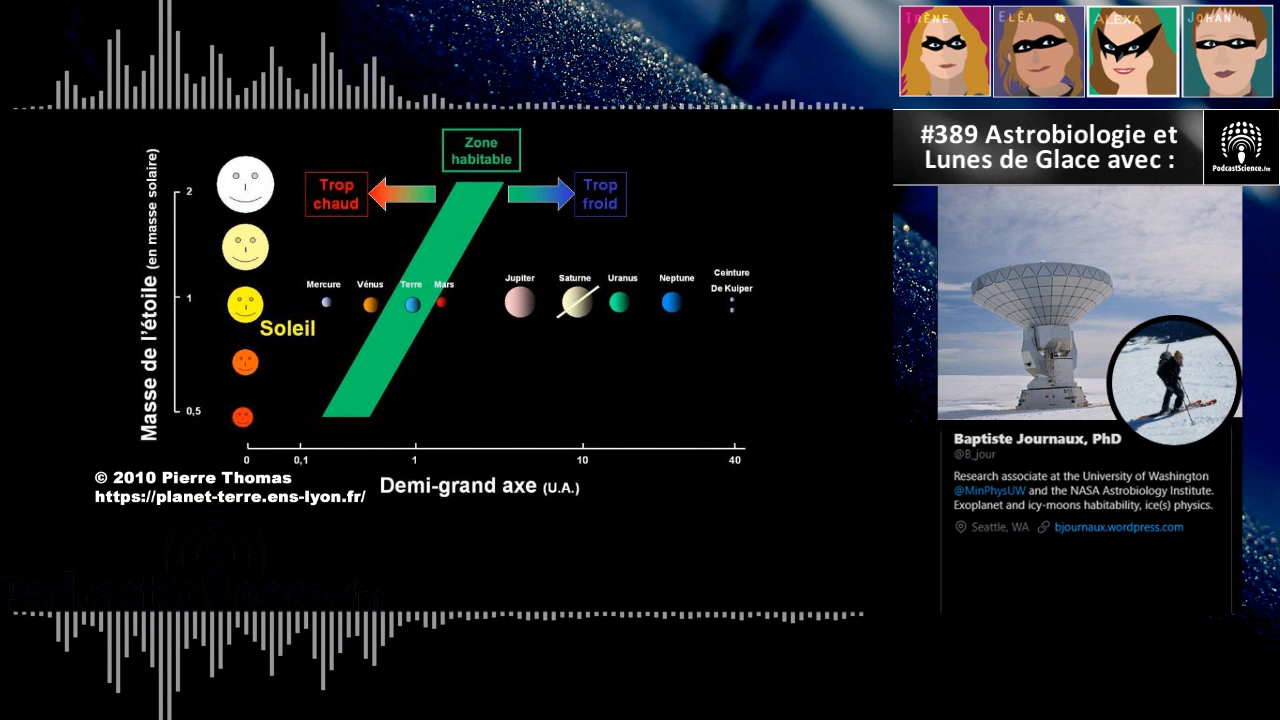 IRÈNE
ELÉA
ALEXA
JOHAN
#389 Astrobiologie et
Lunes de Glace avec :
PodcastScience.fm
Zone
habitable
Trop
chaud
Trop
froid
Masse de l'étoile (en masse solaire)
2
1
0,5
Soleil
Mercure
Vénus
Terre
Mars
Jupiter
Saturne
Uranus
Neptune
Ceinture
De Kuiper
0
0,1
1
10
40
Demi-grand axe (U.A.)
© 2010 Pierre Thomas
https://planet-terre.ens-lyon.fr/
Baptiste Journaux, PhD
@B_jour
Research associate at the University of Washington
@MinPhysUW and the NASA Astrobiology Institute.
Exoplanet and icy-moons habitability, ice(s) physics.
Seattle, WA bjournaux.wordpress.com